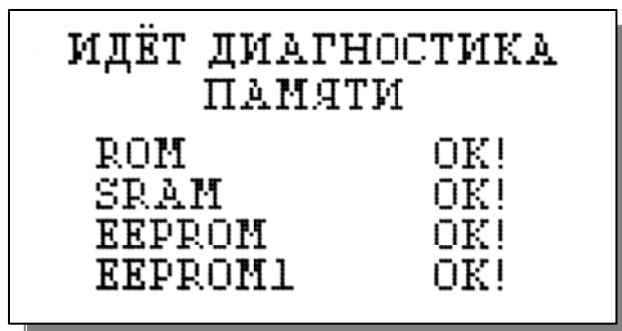 ИДЁТ ДИАГНОСТИКА
ПАМЯТИ
ROM OK!
SRAM OK!
EEPROM OK!
EEPROM1 OK!